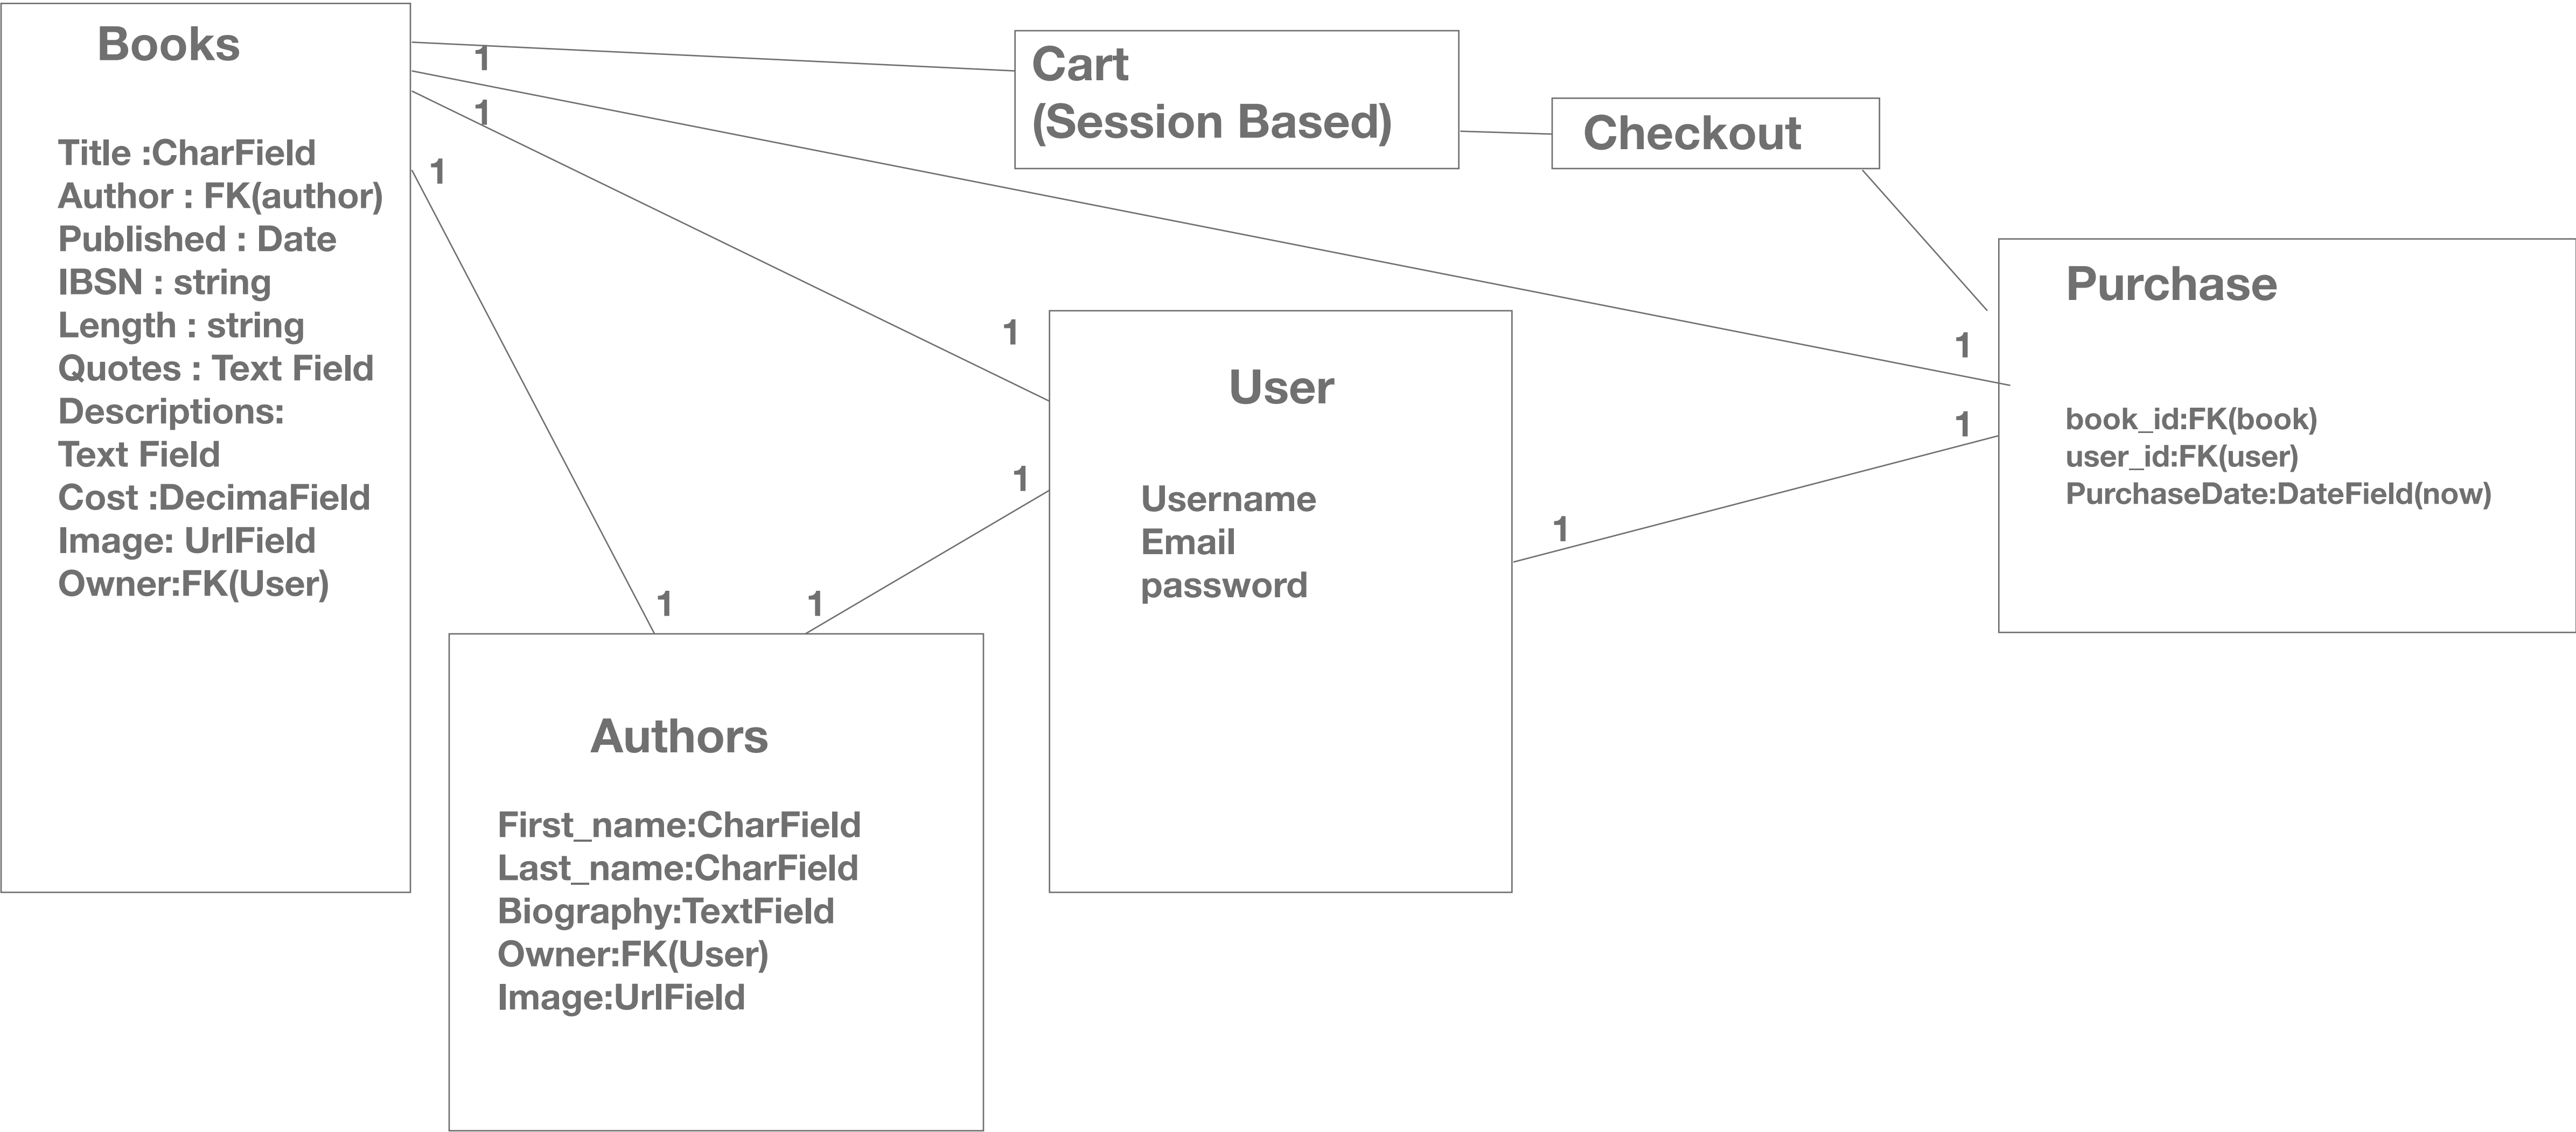 Books
Title :CharField
Author : FK(author)
Published : Date
IBSN : string
Length : string
Quotes : Text Field
Descriptions:
Text Field
Cost :DecimaField
Image: UrlField
Owner:FK(User)
1
1
1
Cart
(Session Based)
Checkout
Purchase
book_id:FK(book)
user_id:FK(user)
PurchaseDate:DateField(now)
1
1
1
1
1
User
Username
Email
password
1
1
Authors
First_name:CharField
Last_name:CharField
Biography:TextField
Owner:FK(User)
Image:UrlField